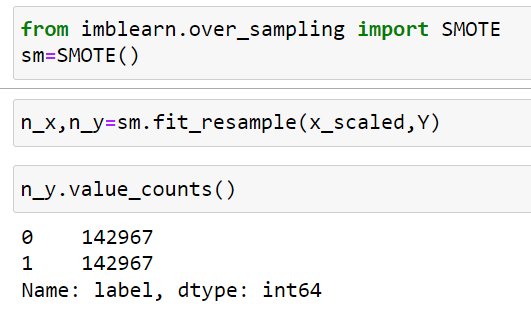 from imblearn.over_sampling import SMOTE
sm=SMOTE()
n_x,n_y=sm.fit_resample(x_scaled,Y)
n_y.value_counts()
0    142967
1    142967
Name: label, dtype: int64